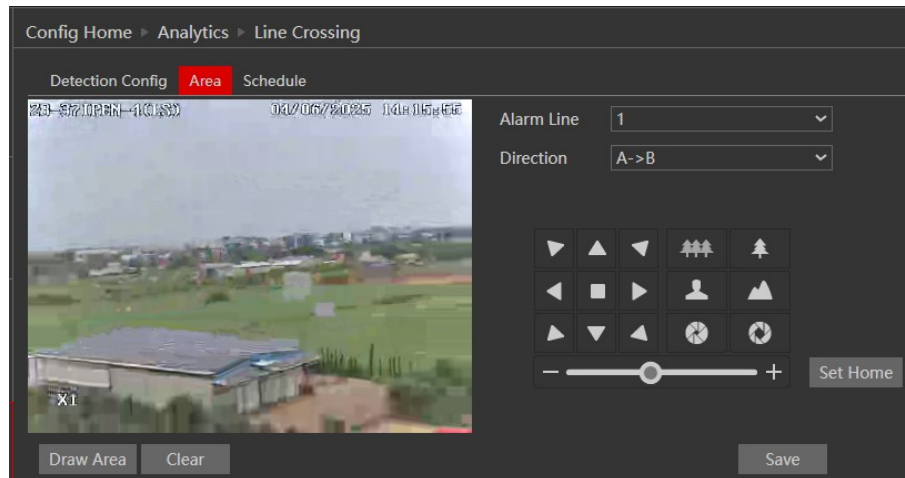 Config Home ▸ Analytics ▸ Line Crossing
Detection Config Area Schedule
04/06/2025 14:15:55
Alarm Line 1
Direction A->B
X1
Set Home
Draw Area Clear Save